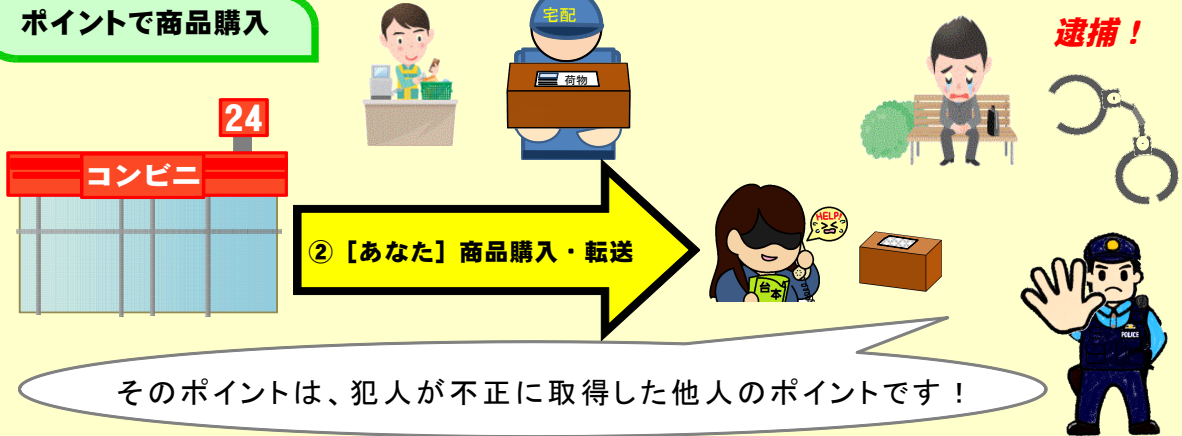 ポイントで商品購入
宅配
荷物
逮捕！
24
コンビニ
②［あなた］商品購入・転送
HELP!
台本
POLICE
そのポイントは、犯人が不正に取得した他人のポイントです！